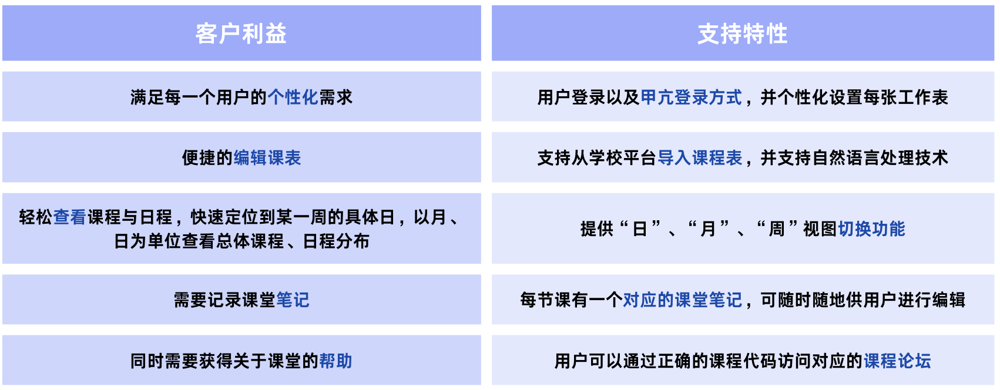 客户利益
支持特性
满足每一个用户的个性化需求
用户登录以及甲亢登录方式，并个性化设置每张工作表
便捷的编辑课表
支持从学校平台导入课程表，并支持自然语言处理技术
轻松查看课程与日程，快速定位到某一周的具体日，以月、
日为单位查看总体课程、日程分布
提供“日”、“月”、“周”视图切换功能
需要记录课堂笔记
每节课有一个对应的课堂笔记，可随时随地供用户进行编辑
同时需要获得关于课堂的帮助
用户可以通过正确的课程代码访问对应的课程论坛